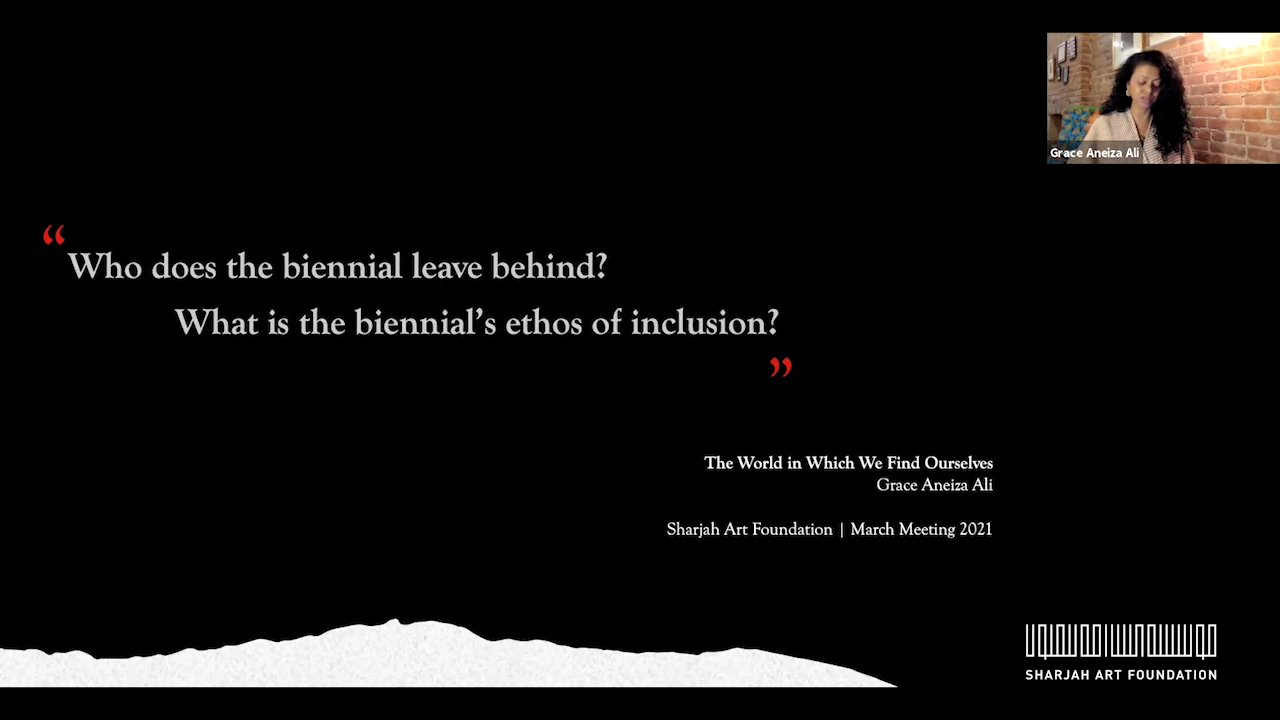 Grace Aneiza Ali
“Who does the biennial leave behind?
What is the biennial’s ethos of inclusion?
”
The World in Which We Find Ourselves
Grace Aneiza Ali
Sharjah Art Foundation | March Meeting 2021
SHARJAH ART FOUNDATION